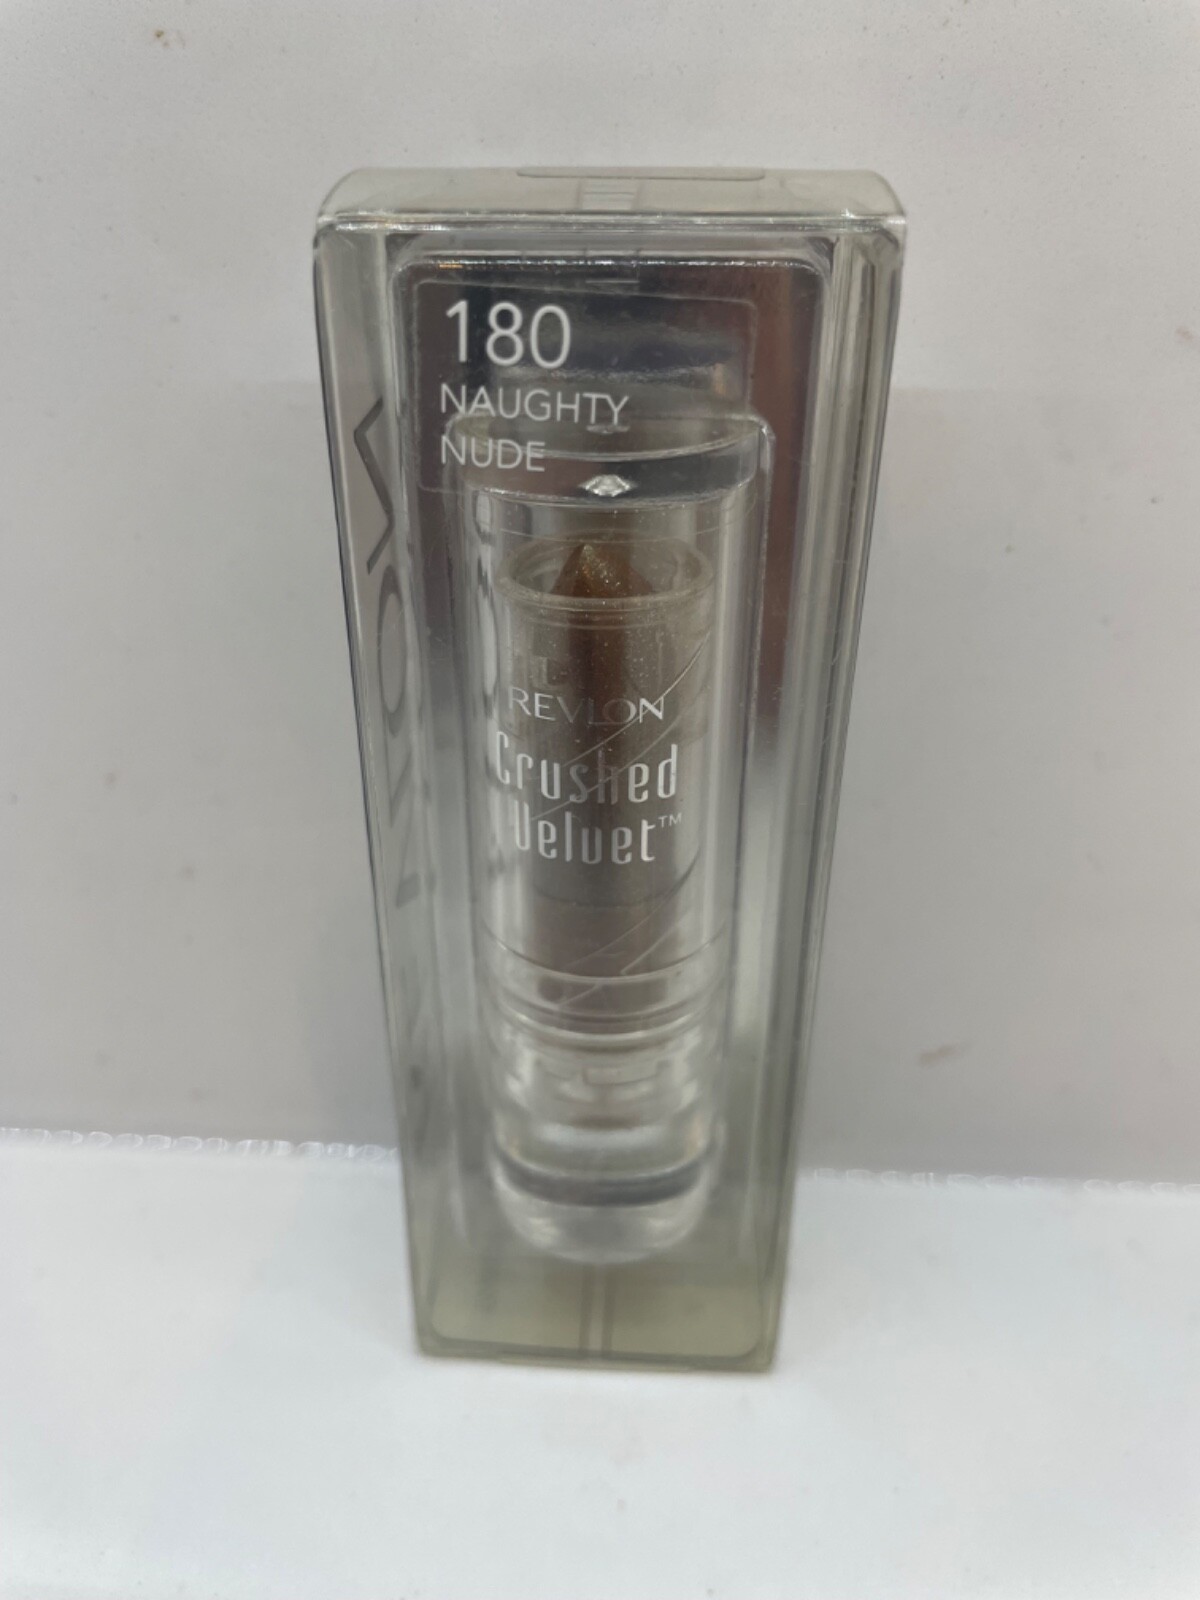 180
NAUGHTY
NUDE
REVLON
Crushed
Velvet™